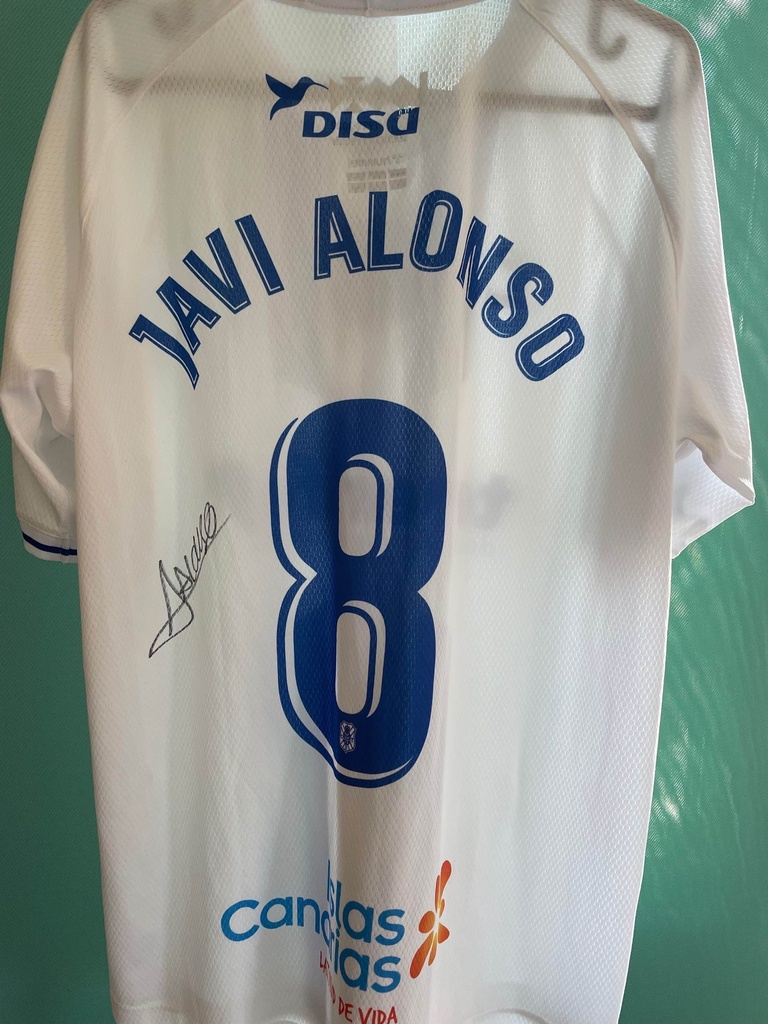 DISA
JAVI ALONSO
8
Islas
Canarias
DE VIDA